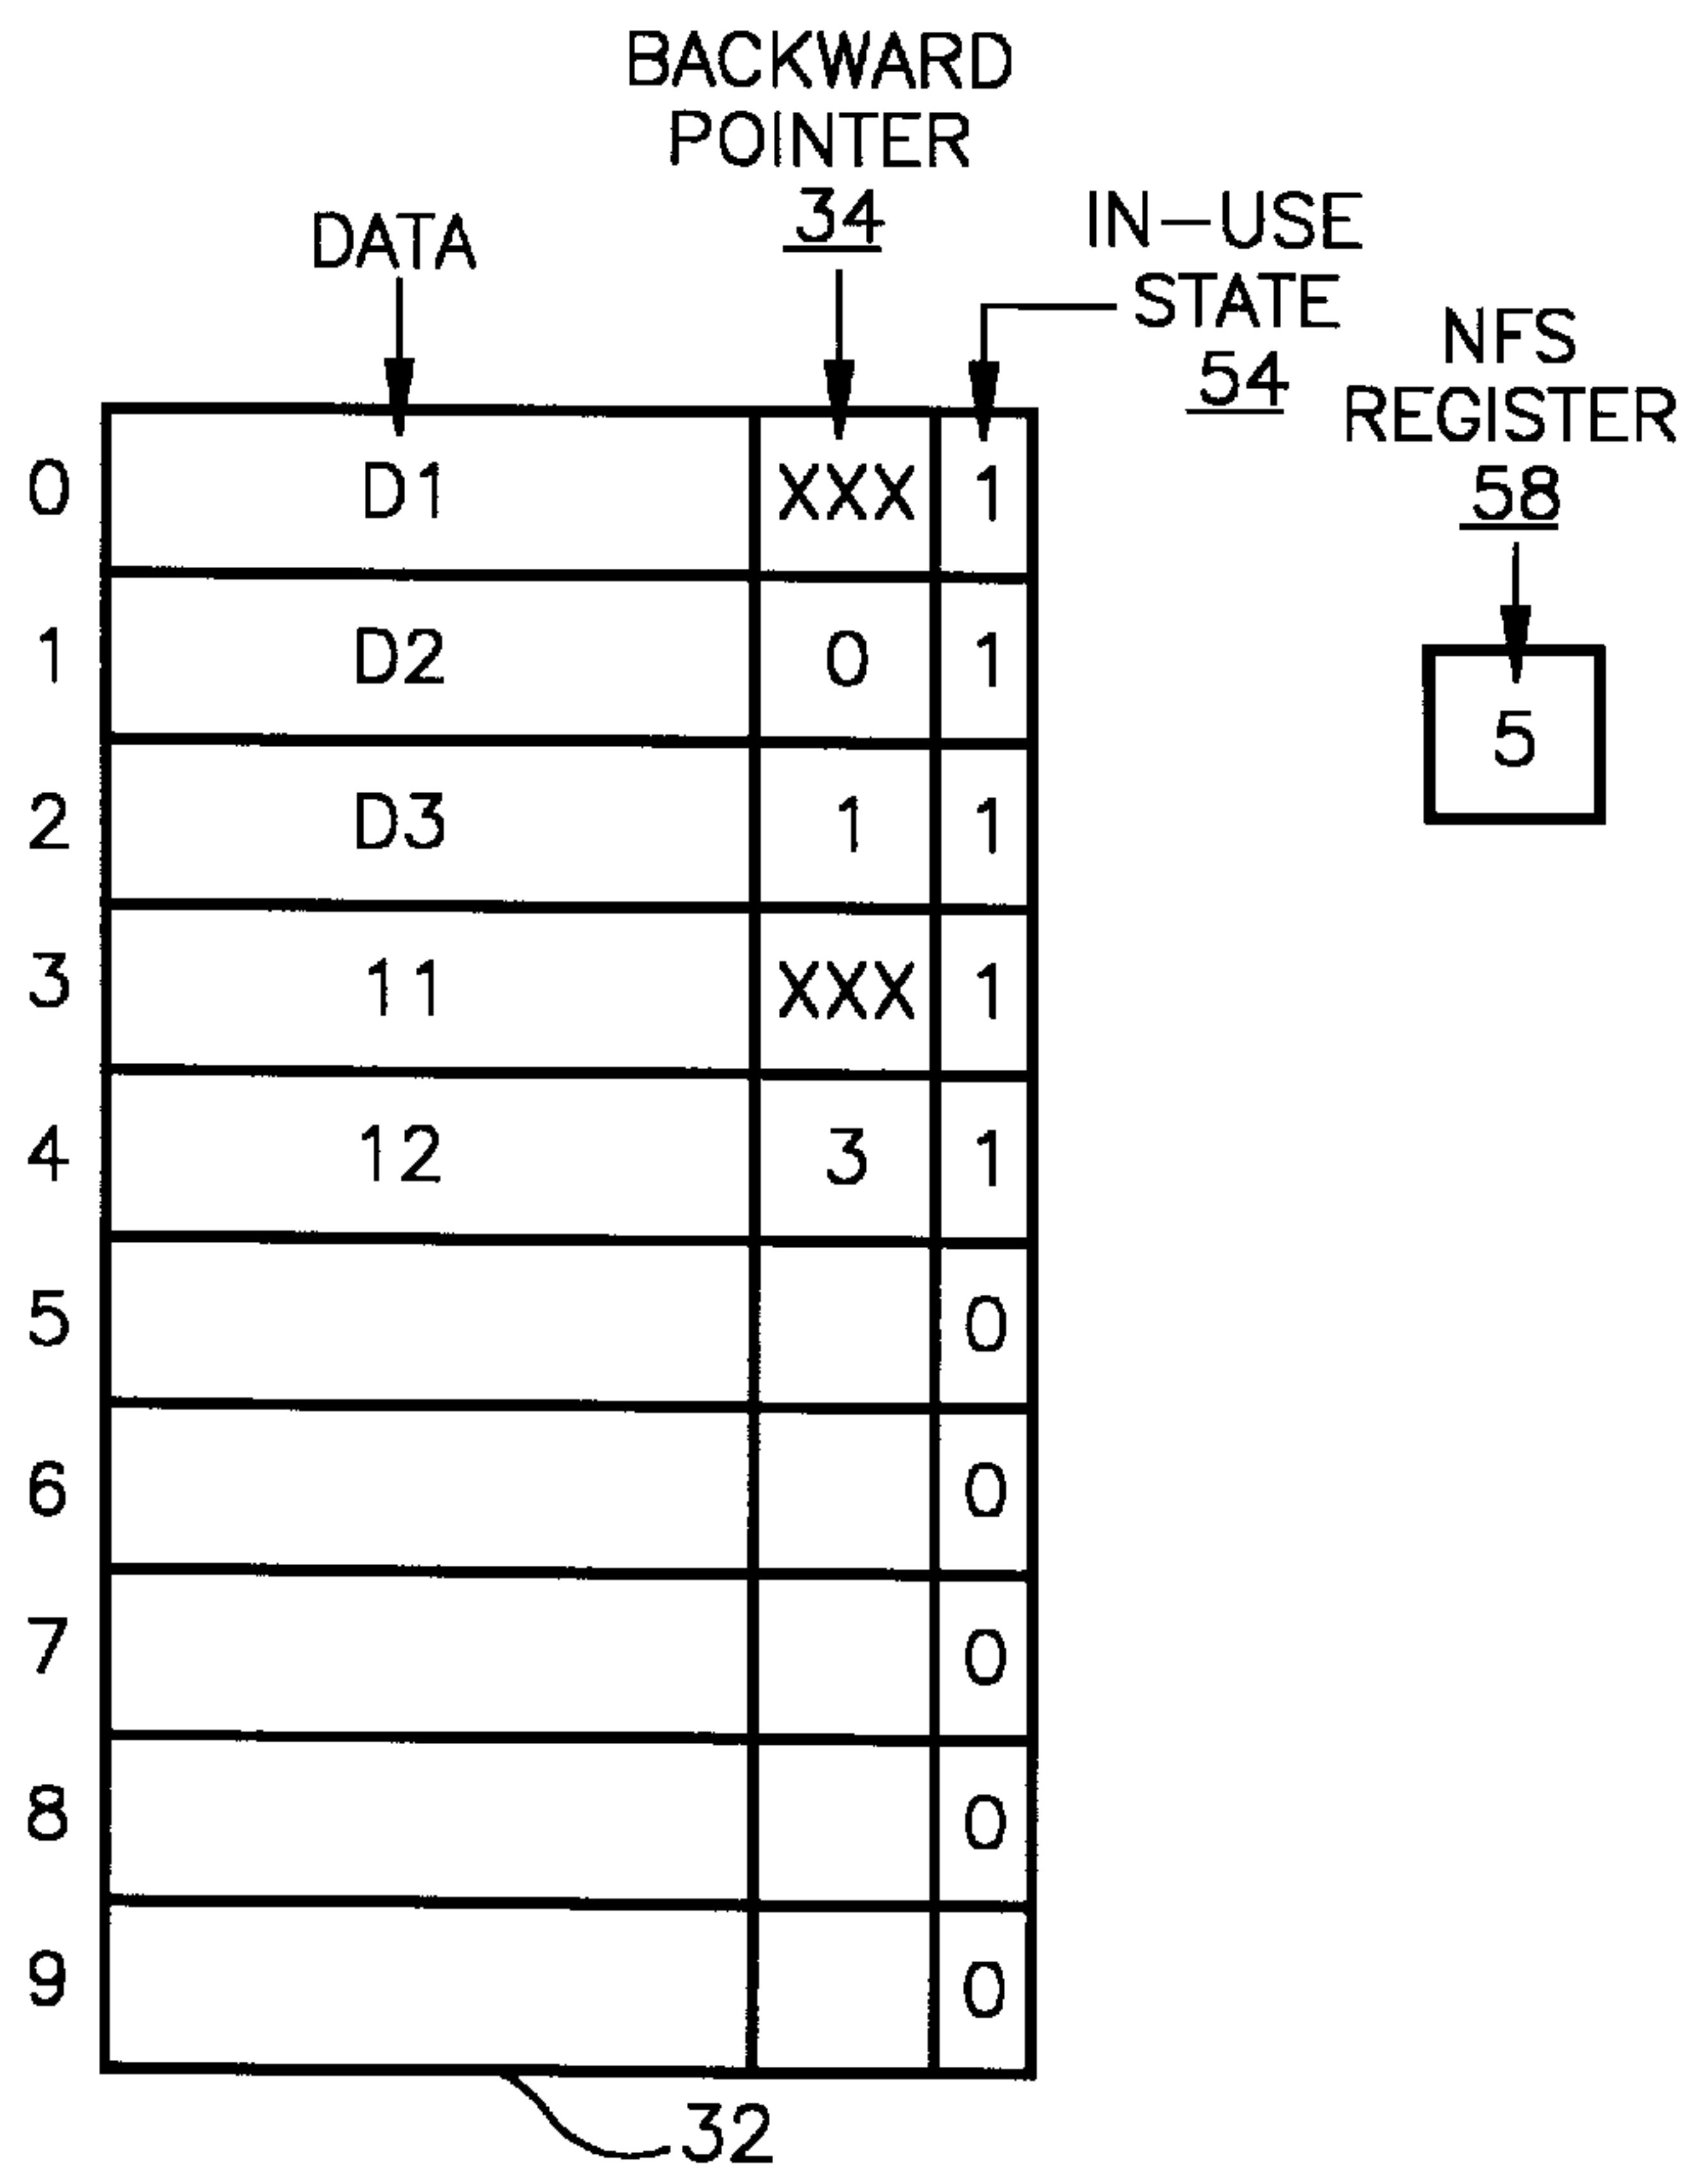 BACKWARD
POINTER
34
DATA
IN-USE
STATE
54
NFS
REGISTER
58
0 D1 XXX 1
1 D2 0 1
5
2 D3 1 1
3 11 XXX 1
4 12 3 1
5 0
6 0
7 0
8 0
9 0
32